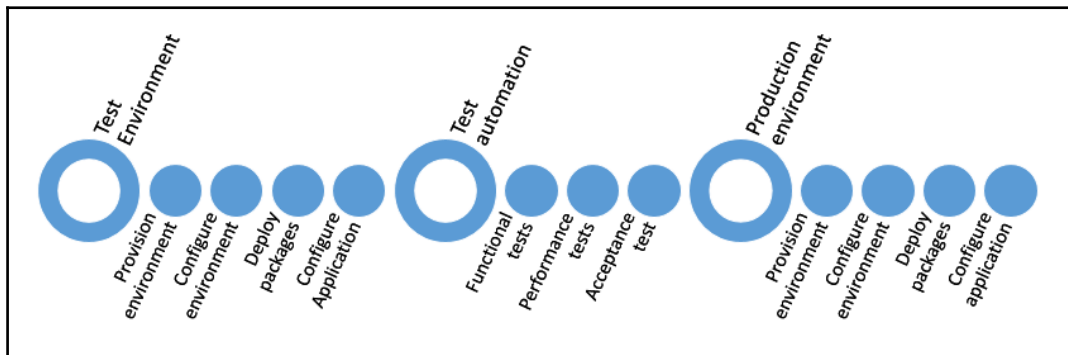 Test
Environment
Provision
environment
Configure
environment
Deploy
packages
Configure
Application
Test
automation
Functional
tests
Performance
tests
Acceptance
test
Production
environment
Provision
environment
Configure
environment
Deploy
packages
Configure
application